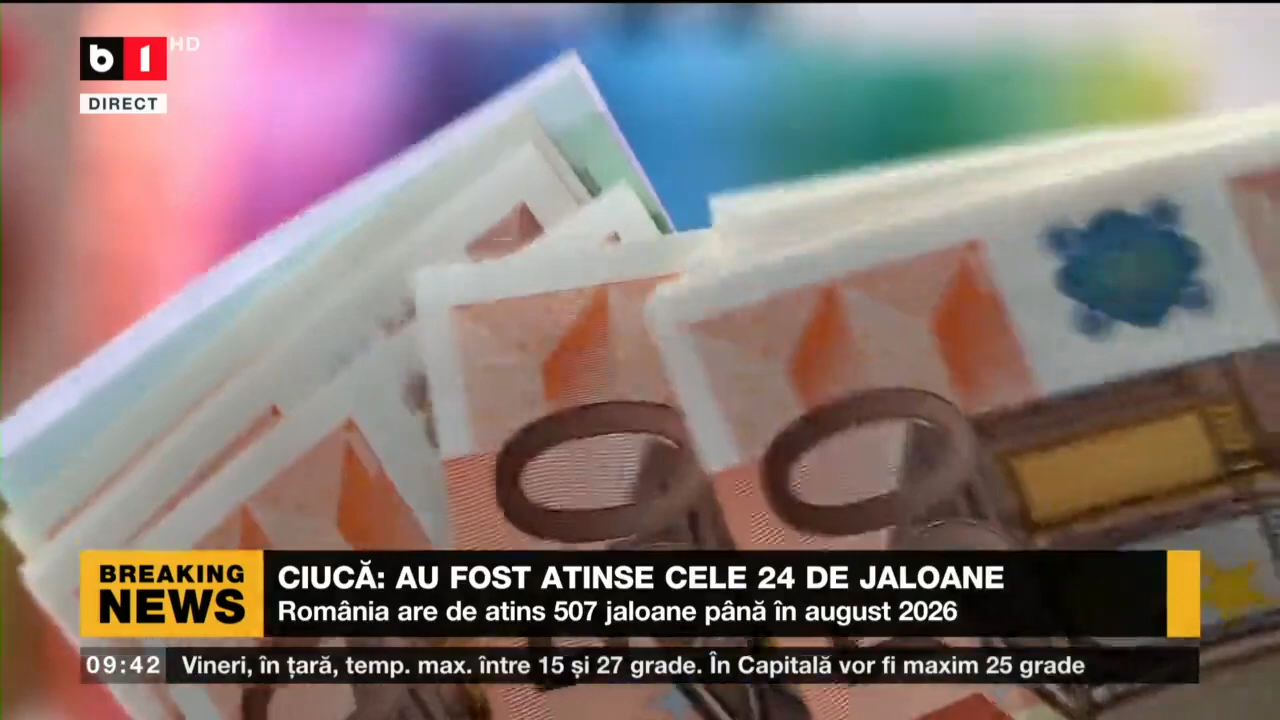 b1 HD
DIRECT
BREAKING
NEWS
CIUCĂ: AU FOST ATINSE CELE 24 DE JALOANE
România are de atins 507 jaloane până în august 2026
09:42 Vineri, în țară, temp. max. între 15 și 27 grade. În Capitală vor fi maxim 25 grade